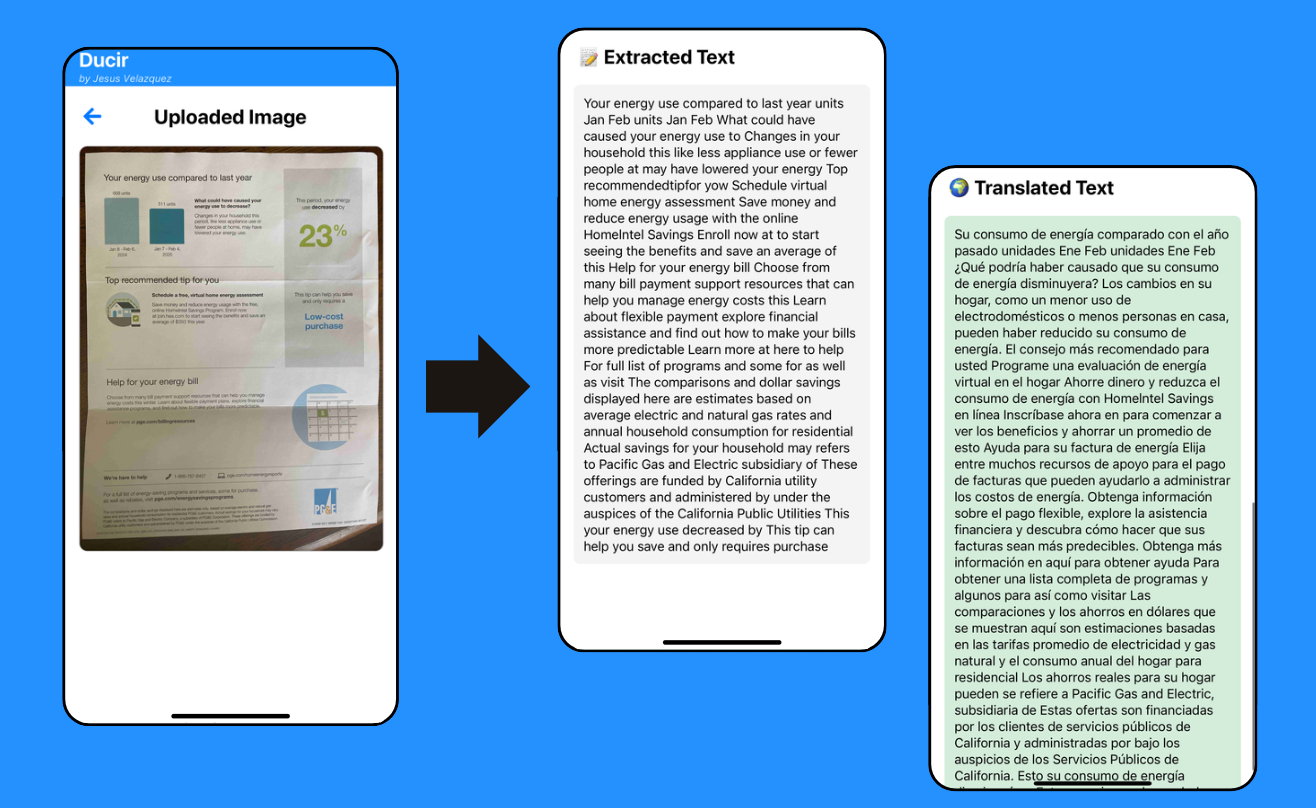 Ducir
by Jesus Velazquez
Uploaded Image
Your energy use compared to last year
511 units
What could have caused your
energy use to decrease?
Changes in your household this
period, like less appliance use or
fewer people at home, may have
lowered your energy use.
Jan 7 - Feb 4,
2025
This period, your energy
use decreased by
23%
Top recommended tip for you
Schedule a free, virtual home energy assessment
Save money and reduce energy usage with the free,
online HomeIntel Savings Program. Enroll now
at pge.hea.com to start seeing the benefits and save an
average of $350 this year.
This tip can help you save
and only requires a
Low-cost
purchase
Help for your energy bill
Choose from many bill payment support resources that can help you manage
energy costs this winter. Learn about flexible payment plans, explore financial
assistance programs, and find out how to make your bills more predictable.
Learn more at pge.com/billingresources
We're here to help
pge.com/homeenergyreports
For a full list of energy-saving programs and services, some for purchase,
as well as rebates, visit pge.com/energysavingprograms.
PG&E
📝 Extracted Text
Your energy use compared to last year units
Jan Feb units Jan Feb What could have
caused your energy use to Changes in your
household this like less appliance use or fewer
people at may have lowered your energy Top
recommendedtipfor yow Schedule virtual
home energy assessment Save money and
reduce energy usage with the online
HomeIntel Savings Enroll now at to start
seeing the benefits and save an average of
this Help for your energy bill Choose from
many bill payment support resources that can
help you manage energy costs this Learn
about flexible payment explore financial
assistance and find out how to make your bills
more predictable Learn more at here to help
For full list of programs and some for as well
as visit The comparisons and dollar savings
displayed here are estimates based on
average electric and natural gas rates and
annual household consumption for residential
Actual savings for your household may refers
to Pacific Gas and Electric subsidiary of These
offerings are funded by California utility
customers and administered by under the
auspices of the California Public Utilities This
your energy use decreased by This tip can
help you save and only requires purchase
🌍 Translated Text
Su consumo de energía comparado con el año
pasado unidades Ene Feb unidades Ene Feb
¿Qué podría haber causado que su consumo
de energía disminuyera? Los cambios en su
hogar, como un menor uso de
electrodomésticos o menos personas en casa,
pueden haber reducido su consumo de
energía. El consejo más recomendado para
usted Programe una evaluación de energía
virtual en el hogar Ahorre dinero y reduzca el
consumo de energía con HomeIntel Savings
en línea Inscríbase ahora en para comenzar a
ver los beneficios y ahorrar un promedio de
esto Ayuda para su factura de energía Elija
entre muchos recursos de apoyo para el pago
de facturas que pueden ayudarlo a administrar
los costos de energía. Obtenga información
sobre el pago flexible, explore la asistencia
financiera y descubra cómo hacer que sus
facturas sean más predecibles. Obtenga más
información en aquí para obtener ayuda Para
obtener una lista completa de programas y
algunos para así como visitar Las
comparaciones y los ahorros en dólares que
se muestran aquí son estimaciones basadas
en las tarifas promedio de electricidad y gas
natural y el consumo anual del hogar para
residencial Los ahorros reales para su hogar
pueden se refiere a Pacific Gas and Electric,
subsidiaria de Estas ofertas son financiadas
por los clientes de servicios públicos de
California y administradas por bajo los
auspicios de los Servicios Públicos de
California. Esto su consumo de energía